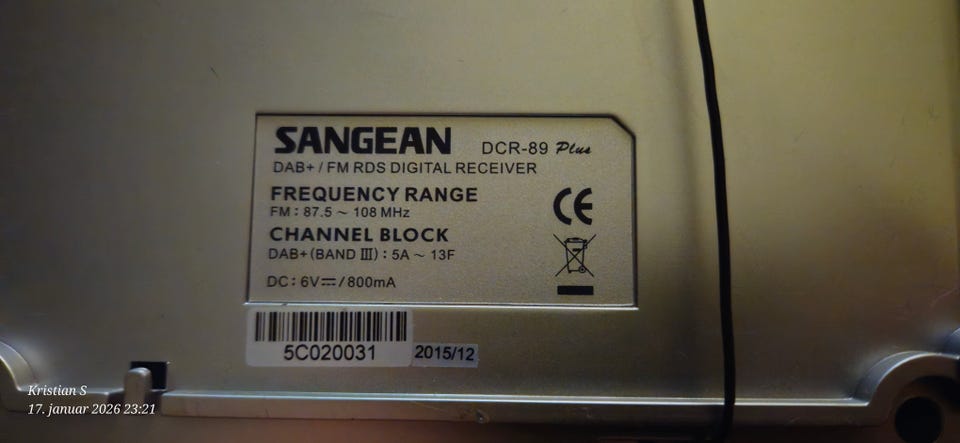 SANGEAN DCR-89 Plus
DAB+ / FM RDS DIGITAL RECEIVER
FREQUENCY RANGE
FM : 87.5 ~ 108 MHz
CHANNEL BLOCK
DAB+ (BAND III) : 5A ~ 13F
DC : 6V⎓/ 800mA
CE
5C020031
2015/12
Kristian S
17. januar 2026 23:21